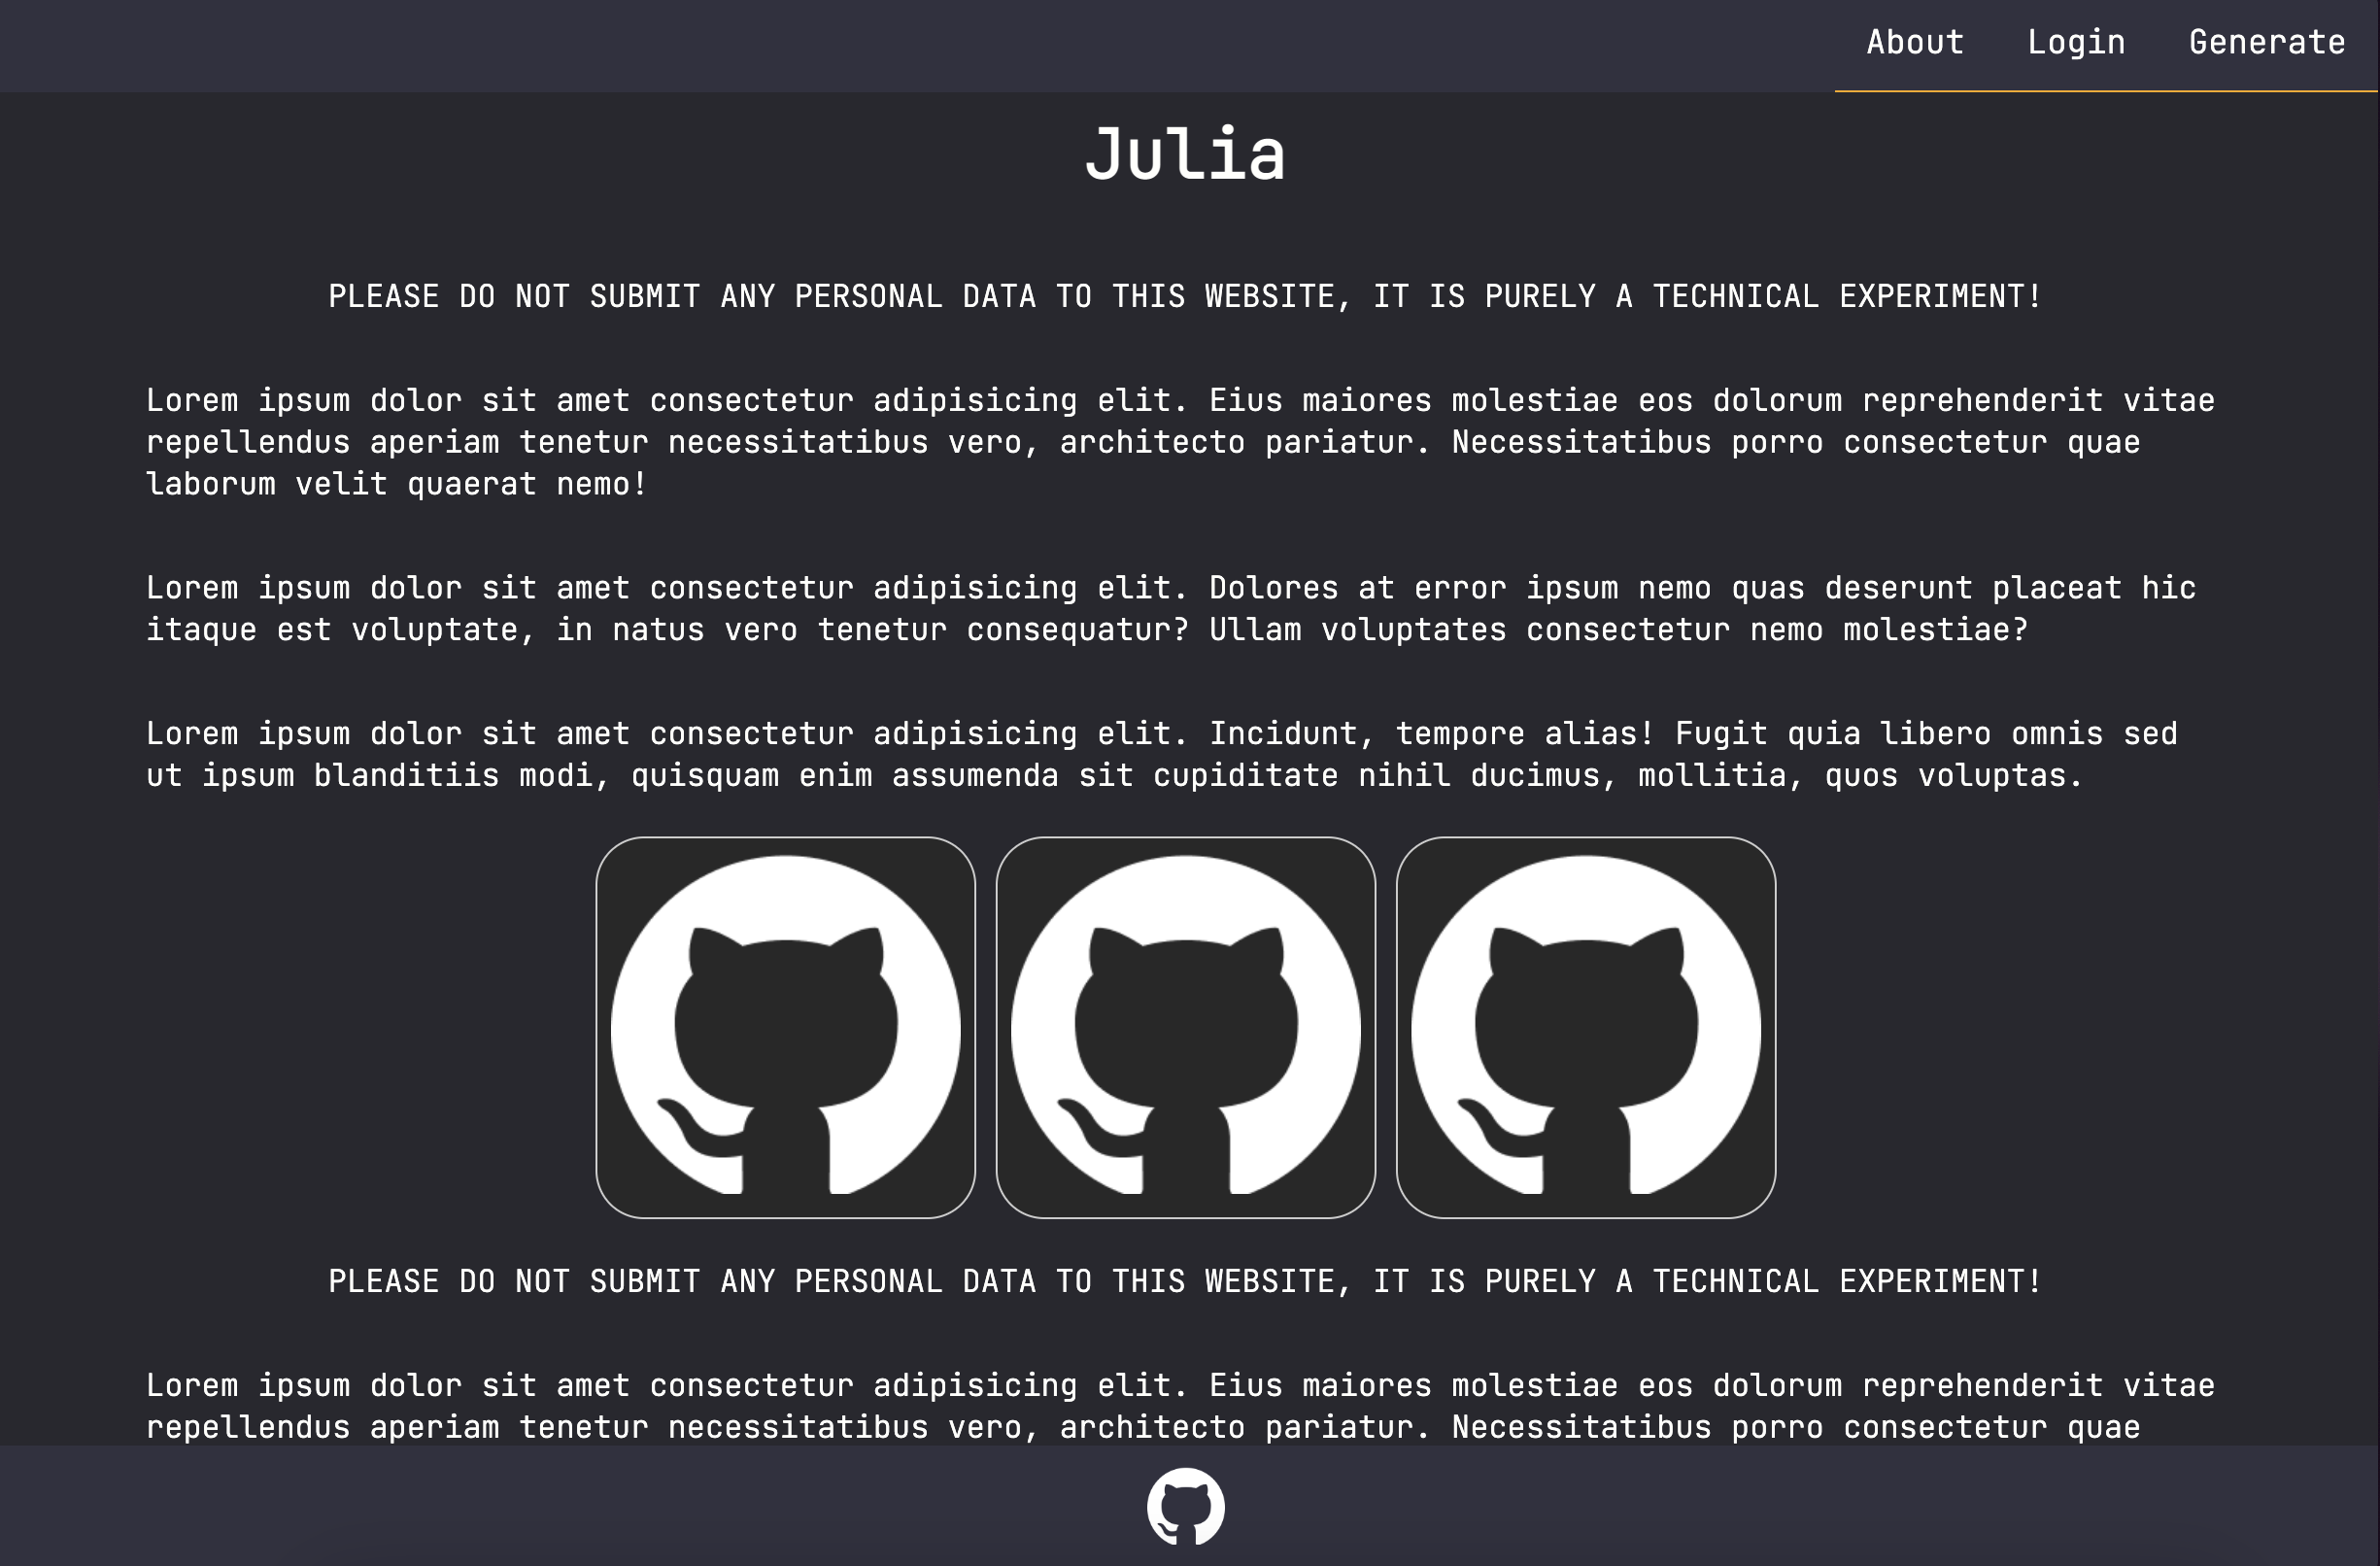 About Login Generate
Julia
PLEASE DO NOT SUBMIT ANY PERSONAL DATA TO THIS WEBSITE, IT IS PURELY A TECHNICAL EXPERIMENT!
Lorem ipsum dolor sit amet consectetur adipisicing elit. Eius maiores molestiae eos dolorum reprehenderit vitae
repellendus aperiam tenetur necessitatibus vero, architecto pariatur. Necessitatibus porro consectetur quae
laborum velit quaerat nemo!
Lorem ipsum dolor sit amet consectetur adipisicing elit. Dolores at error ipsum nemo quas deserunt placeat hic
itaque est voluptate, in natus vero tenetur consequatur? Ullam voluptates consectetur nemo molestiae?
Lorem ipsum dolor sit amet consectetur adipisicing elit. Incidunt, tempore alias! Fugit quia libero omnis sed
ut ipsum blanditiis modi, quisquam enim assumenda sit cupiditate nihil ducimus, mollitia, quos voluptas.
PLEASE DO NOT SUBMIT ANY PERSONAL DATA TO THIS WEBSITE, IT IS PURELY A TECHNICAL EXPERIMENT!
Lorem ipsum dolor sit amet consectetur adipisicing elit. Eius maiores molestiae eos dolorum reprehenderit vitae
repellendus aperiam tenetur necessitatibus vero, architecto pariatur. Necessitatibus porro consectetur quae